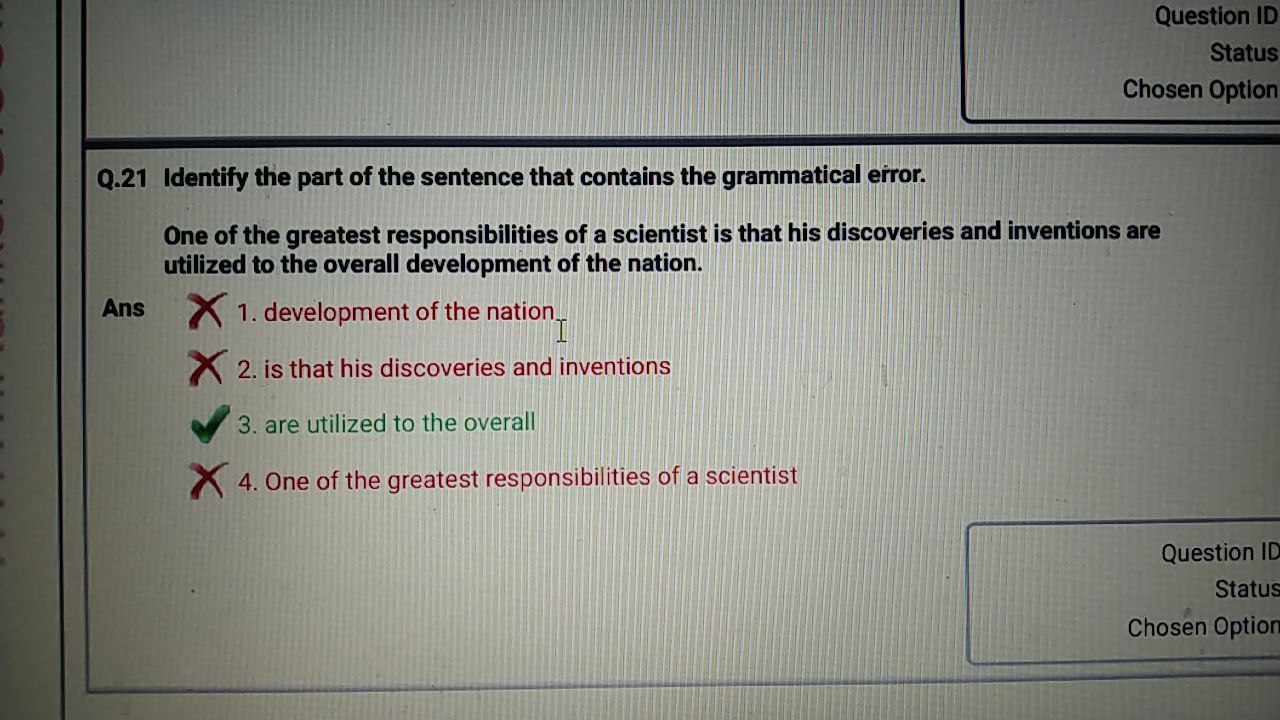 Question ID
Status
Chosen Option
Q.21 Identify the part of the sentence that contains the grammatical error.
One of the greatest responsibilities of a scientist is that his discoveries and inventions are
utilized to the overall development of the nation.
Ans
1. development of the nation
2. is that his discoveries and inventions
3. are utilized to the overall
4. One of the greatest responsibilities of a scientist
Question ID
Status
Chosen Option